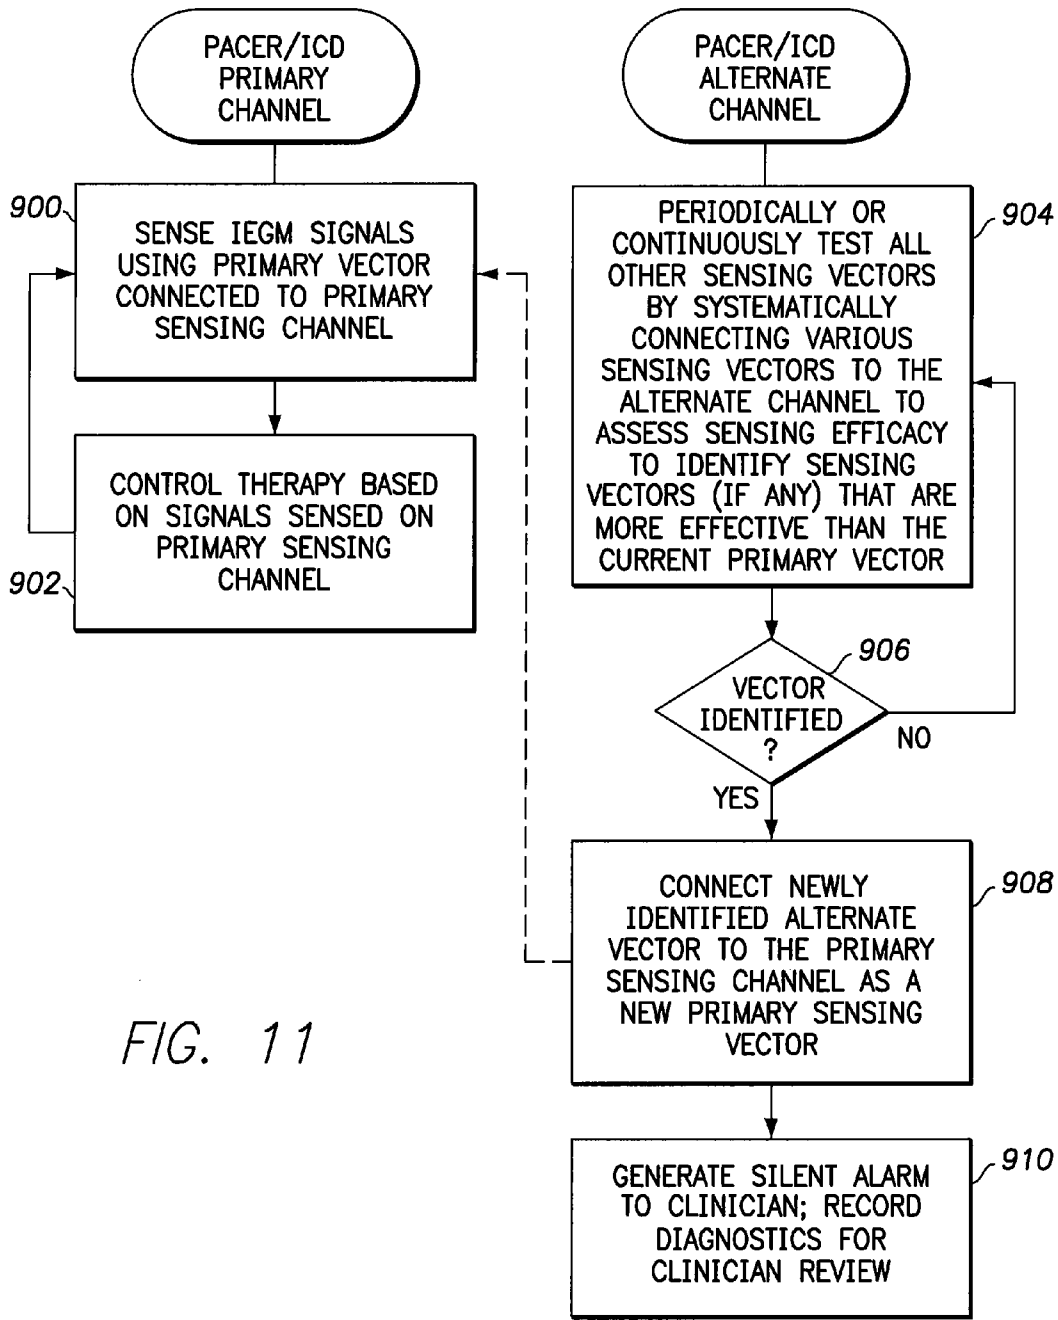 PACER/ICD
PRIMARY
CHANNEL
900
SENSE IEGM SIGNALS
USING PRIMARY VECTOR
CONNECTED TO PRIMARY
SENSING CHANNEL
CONTROL THERAPY BASED
ON SIGNALS SENSED ON
PRIMARY SENSING
CHANNEL
902
PACER/ICD
ALTERNATE
CHANNEL
PERIODICALLY OR
CONTINUOUSLY TEST ALL
OTHER SENSING VECTORS
BY SYSTEMATICALLY
CONNECTING VARIOUS
SENSING VECTORS TO THE
ALTERNATE CHANNEL TO
ASSESS SENSING EFFICACY
TO IDENTIFY SENSING
VECTORS (IF ANY) THAT ARE
MORE EFFECTIVE THAN THE
CURRENT PRIMARY VECTOR
904
906
VECTOR
IDENTIFIED
?
NO
YES
CONNECT NEWLY
IDENTIFIED ALTERNATE
VECTOR TO THE PRIMARY
SENSING CHANNEL AS A
NEW PRIMARY SENSING
VECTOR
908
GENERATE SILENT ALARM
TO CLINICIAN; RECORD
DIAGNOSTICS FOR
CLINICIAN REVIEW
910
FIG. 11